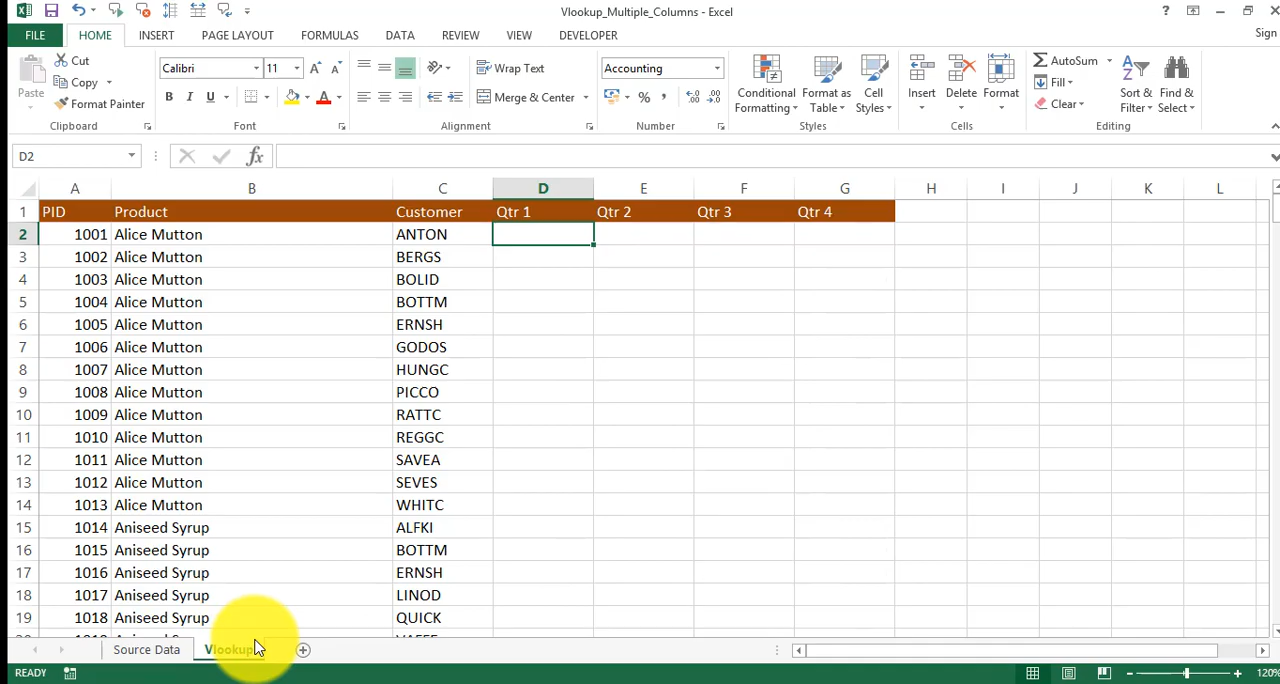 Vlookup_Multiple_Columns - Excel
?
FILE HOME INSERT PAGE LAYOUT FORMULAS DATA REVIEW VIEW DEVELOPER Sign
Paste Cut
Copy
Format Painter
Clipboard
Calibri 11
B I U
Font
Wrap Text
Merge & Center
Alignment
Accounting
Number
Conditional Formatting
Format as Table
Cell Styles
Styles
Insert Delete Format
Cells
AutoSum
Fill
Clear
Sort & Filter
Find & Select
Editing
D2 fx
A B C D E F G H I J K L
1 PID Product Customer Qtr 1 Qtr 2 Qtr 3 Qtr 4
2 1001 Alice Mutton ANTON
3 1002 Alice Mutton BERGS
4 1003 Alice Mutton BOLID
5 1004 Alice Mutton BOTTM
6 1005 Alice Mutton ERNSH
7 1006 Alice Mutton GODOS
8 1007 Alice Mutton HUNGC
9 1008 Alice Mutton PICCO
10 1009 Alice Mutton RATTC
11 1010 Alice Mutton REGGC
12 1011 Alice Mutton SAVEA
13 1012 Alice Mutton SEVES
14 1013 Alice Mutton WHITC
15 1014 Aniseed Syrup ALFKI
16 1015 Aniseed Syrup BOTTM
17 1016 Aniseed Syrup ERNSH
18 1017 Aniseed Syrup LINOD
19 1018 Aniseed Syrup QUICK
Source Data Vlookup
READY 120%